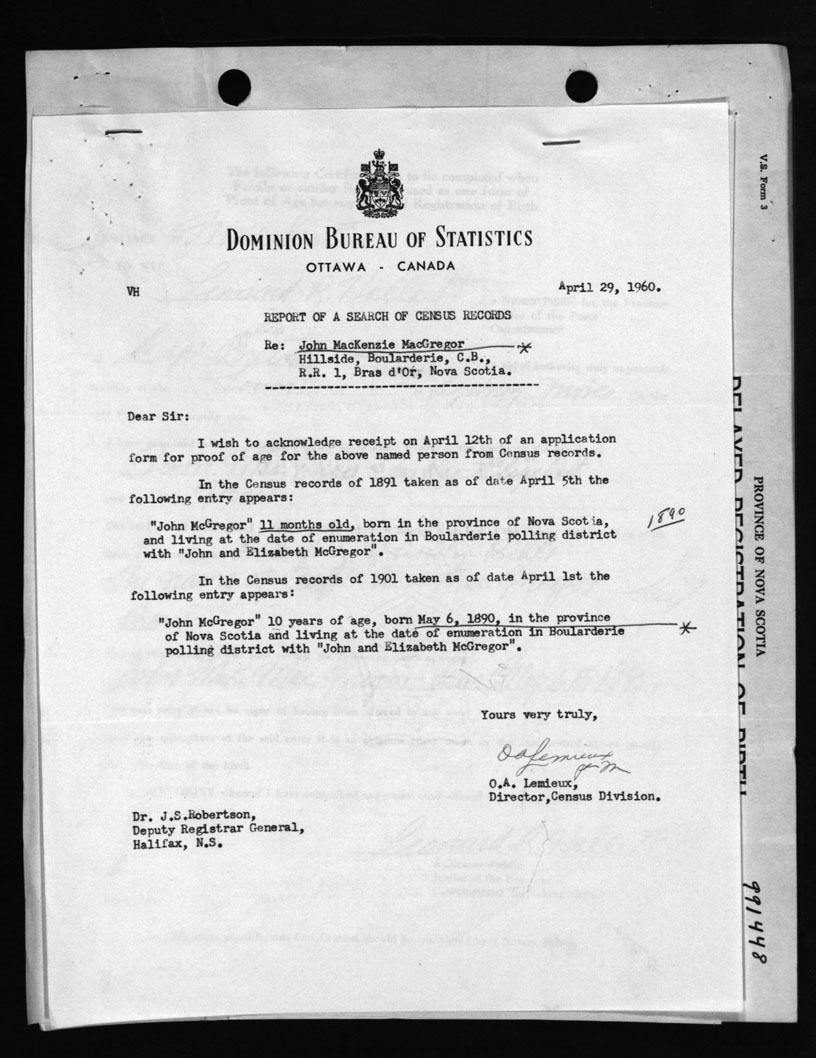 V.S. Form 3
DOMINION BUREAU OF STATISTICS
OTTAWA - CANADA
VH
April 29, 1960.
REPORT OF A SEARCH OF CENSUS RECORDS
Re: John MacKenzie MacGregor *
Hillside, Boularderie, C.B.,
R.R. 1, Bras d'Or, Nova Scotia.
Dear Sir:
I wish to acknowledge receipt on April 12th of an application
form for proof of age for the above named person from Census records.
In the Census records of 1891 taken as of date April 5th the
following entry appears:
"John McGregor" 11 months old, born in the province of Nova Scotia,
and living at the date of enumeration in Boularderie polling district
with "John and Elizabeth McGregor".
1890
In the Census records of 1901 taken as of date April 1st the
following entry appears:
"John McGregor" 10 years of age, born May 6, 1890, in the province
of Nova Scotia and living at the date of enumeration in Boularderie *
polling district with "John and Elizabeth McGregor".
Yours very truly,
O A Lemieux
O.A. Lemieux,
Director,Census Division.
Dr. J.S.Robertson,
Deputy Registrar General,
Halifax, N.S.
PROVINCE OF NOVA SCOTIA
DELAYED REGISTRATION OF BIRTH
991448